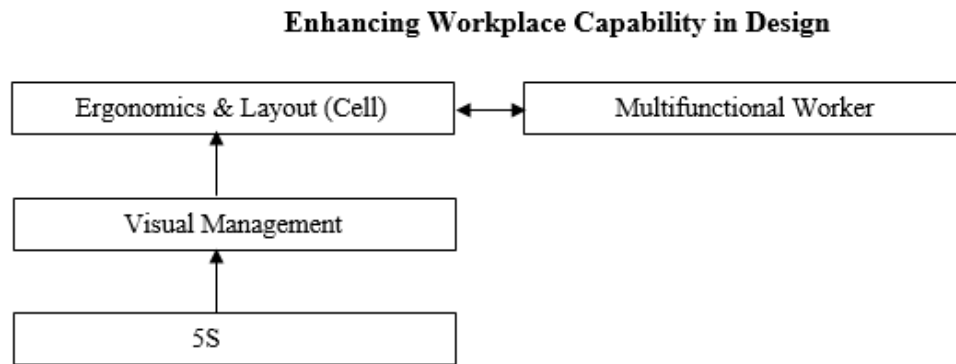 Enhancing Workplace Capability in Design
Ergonomics & Layout (Cell)
Multifunctional Worker
Visual Management
5S